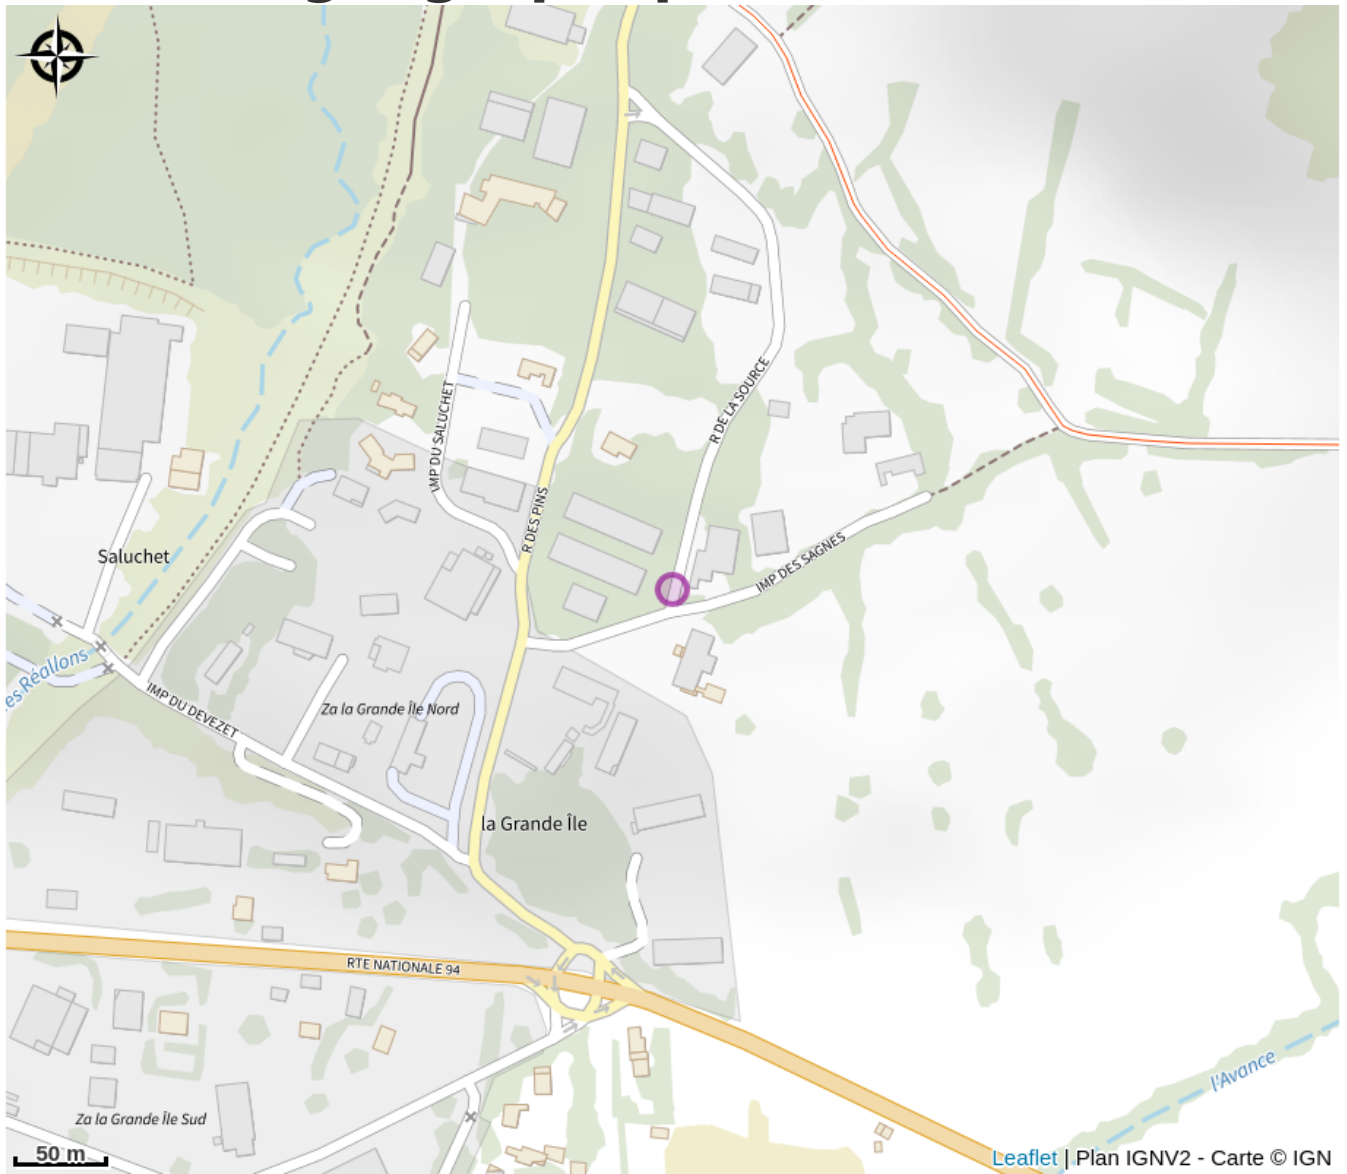 IMP DU SALUCHET
R DE LA SOURCE
R DES PINS
Saluchet
IMP DES SAGNES
es Réallons
IMP DU DEVEZET
Za la Grande Île Nord
la Grande Île
RTE NATIONALE 94
l'Avance
Za la Grande Île Sud
50 m
Leaflet | Plan IGNV2 - Carte © IGN